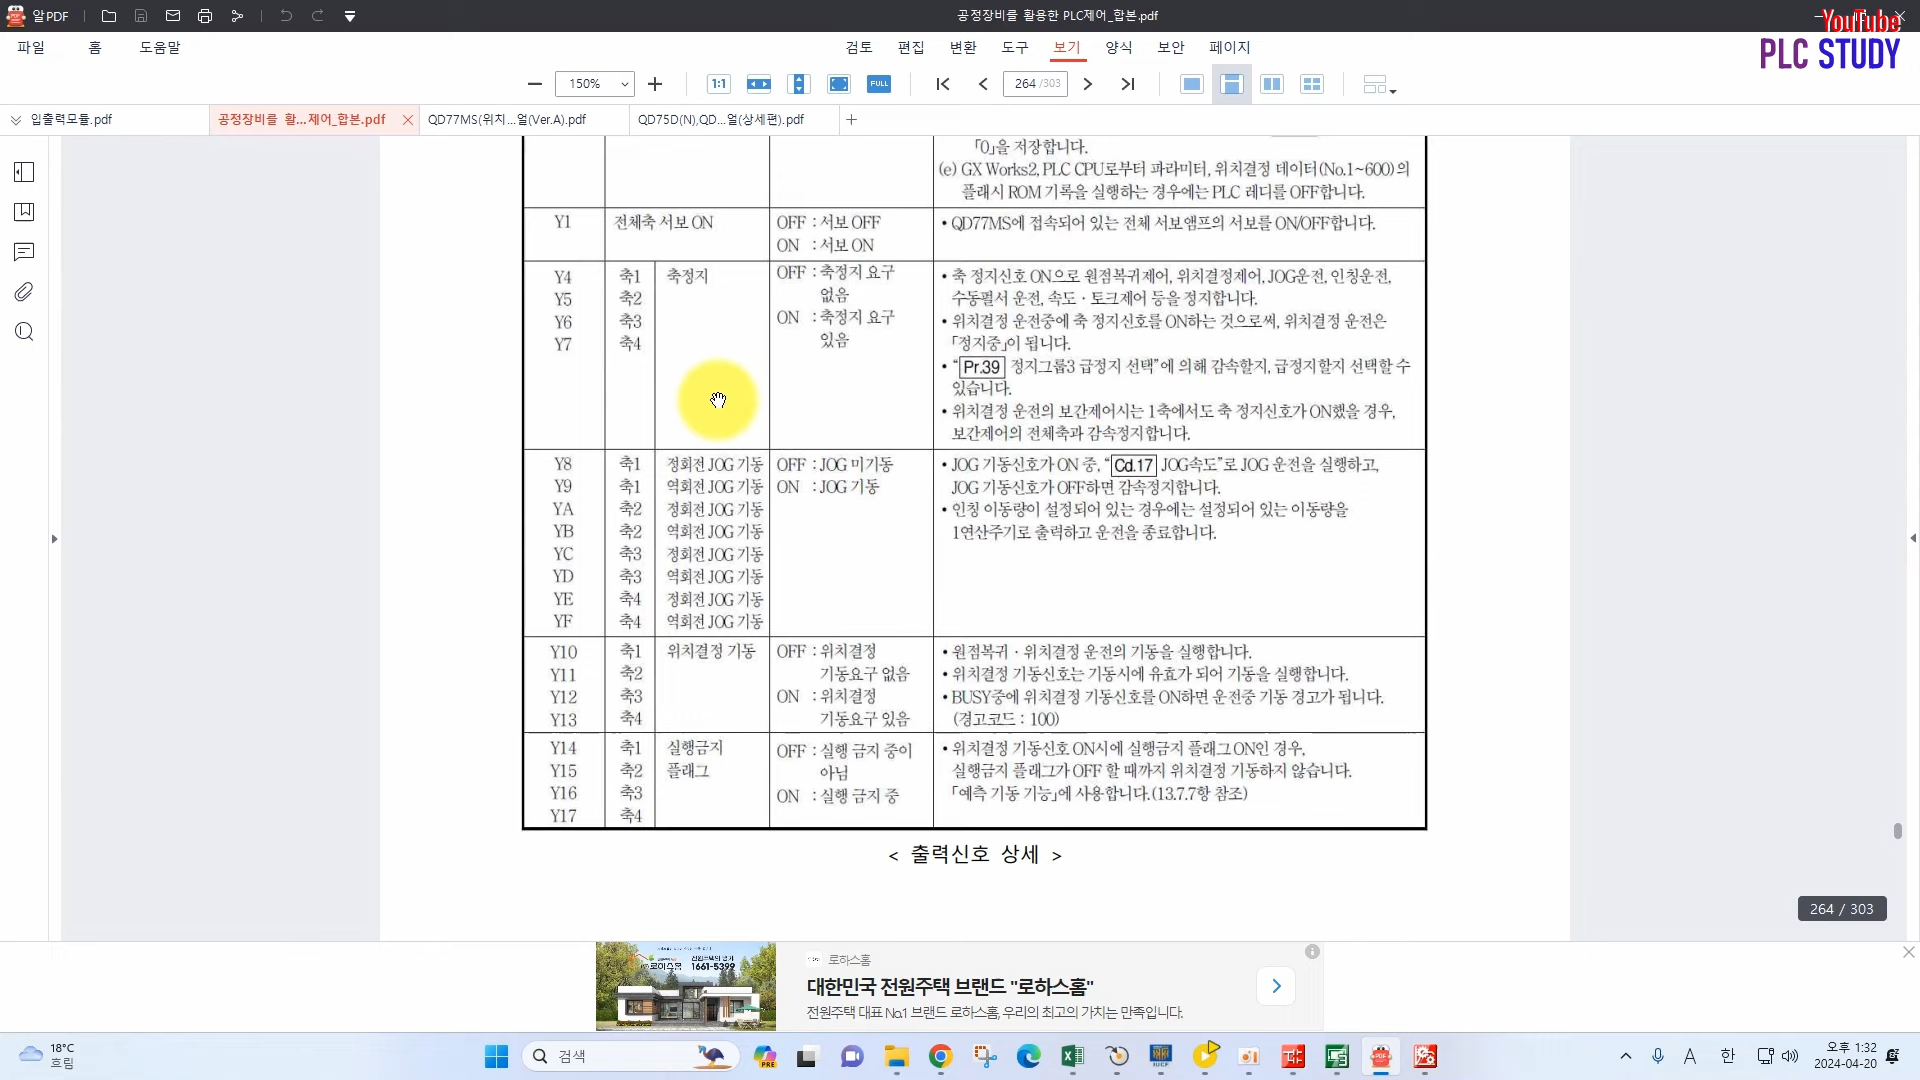 알PDF
공정장비를 활용한 PLC제어_합본.pdf
YouTube
PLC STUDY
파일 홈 도움말 검토 편집 변환 도구 보기 양식 보안 페이지
150% 1:1 FULL 264 /303
입출력모듈.pdf 공정장비를 활...제어_합본.pdf QD77MS(위치...얼(Ver.A).pdf QD75D(N),QD...얼(상세편).pdf
「0」을 저장합니다.
(e) GX Works2, PLC CPU로부터 파라미터, 위치결정 데이터(No.1~600)의
플래시 ROM 기록을 실행하는 경우에는 PLC 레디를 OFF합니다.
Y1 전체축 서보 ON OFF : 서보 OFF • QD77MS에 접속되어 있는 전체 서보앰프의 서보를 ON/OFF합니다.
ON : 서보 ON
Y4 축1 축정지 OFF : 축정지 요구 • 축 정지신호 ON으로 원점복귀제어, 위치결정제어, JOG운전, 인칭운전,
Y5 축2 없음 수동펄서 운전, 속도 · 토크제어 등을 정지합니다.
Y6 축3 ON : 축정지 요구 • 위치결정 운전중에 축 정지신호를 ON하는 것으로써, 위치결정 운전은
Y7 축4 있음 「정지중」이 됩니다.
• “Pr.39 정지그룹3 급정지 선택”에 의해 감속할지, 급정지할지 선택할 수
있습니다.
• 위치결정 운전의 보간제어시는 1축에서도 축 정지신호가 ON했을 경우,
보간제어의 전체축과 감속정지합니다.
Y8 축1 정회전 JOG 기동 OFF : JOG 미기동 • JOG 기동신호가 ON 중, “Cd.17 JOG속도”로 JOG 운전을 실행하고,
Y9 축1 역회전 JOG 기동 ON : JOG 기동 JOG 기동신호가 OFF하면 감속정지합니다.
YA 축2 정회전 JOG 기동 • 인칭 이동량이 설정되어 있는 경우에는 설정되어 있는 이동량을
YB 축2 역회전 JOG 기동 1연산주기로 출력하고 운전을 종료합니다.
YC 축3 정회전 JOG 기동
YD 축3 역회전 JOG 기동
YE 축4 정회전 JOG 기동
YF 축4 역회전 JOG 기동
Y10 축1 위치결정 기동 OFF : 위치결정 • 원점복귀 · 위치결정 운전의 기동을 실행합니다.
Y11 축2 기동요구 없음 • 위치결정 기동신호는 기동시에 유효가 되어 기동을 실행합니다.
Y12 축3 ON : 위치결정 • BUSY중에 위치결정 기동신호를 ON하면 운전중 기동 경고가 됩니다.
Y13 축4 기동요구 있음 (경고코드 : 100)
Y14 축1 실행금지 OFF : 실행 금지 중이 • 위치결정 기동신호 ON시에 실행금지 플래그 ON인 경우,
Y15 축2 플래그 아님 실행금지 플래그가 OFF 할 때까지 위치결정 기동하지 않습니다.
Y16 축3 ON : 실행 금지 중 「예측 기동 기능」에 사용합니다.(13.7.7항 참조)
Y17 축4
< 출력신호 상세 >
264 / 303
로하스홈
1661-5399
로하스홈
대한민국 전원주택 브랜드 "로하스홈"
전원주택 대표 No.1 브랜드 로하스홈, 우리의 최고의 가치는 만족입니다.
18°C
흐림
검색
PRE
A 한
오후 1:32
2024-04-20